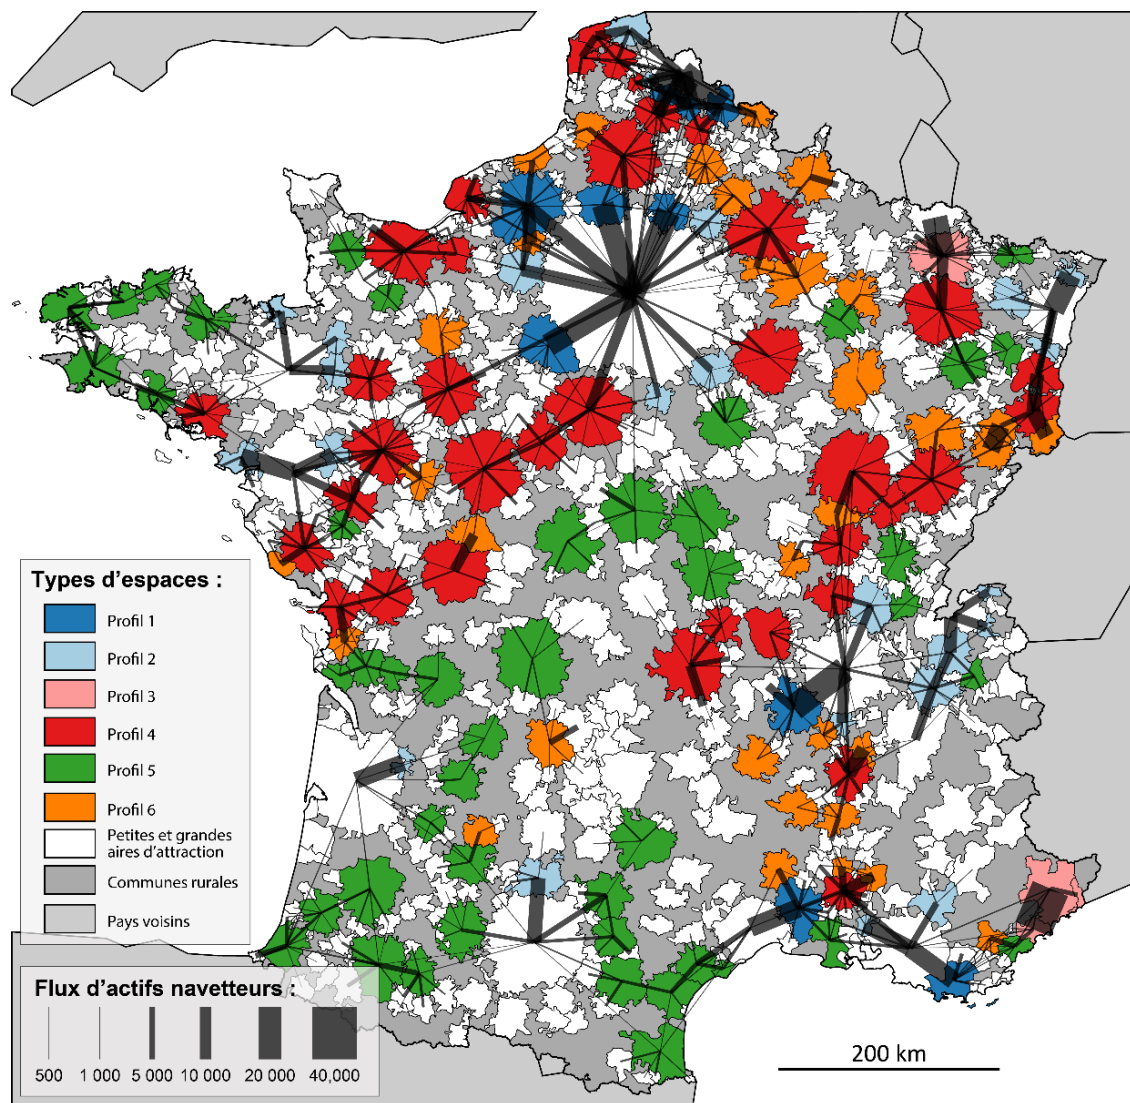 Types d'espaces :
Profil 1
Profil 2
Profil 3
Profil 4
Profil 5
Profil 6
Petites et grandes
aires d'attraction
Communes rurales
Pays voisins
Flux d'actifs navetteurs :
500 1 000 5 000 10 000 20 000 40,000
200 km